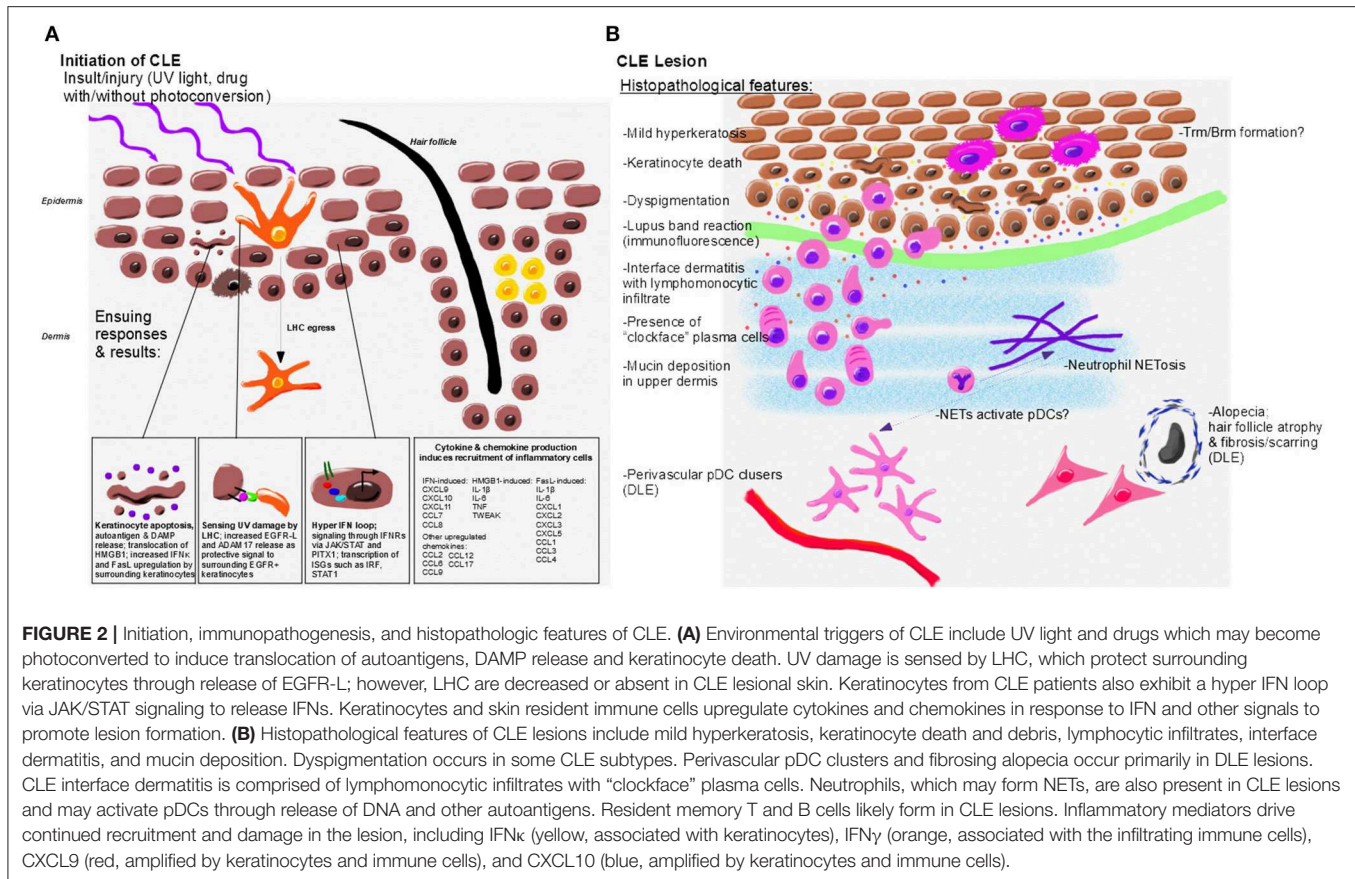 A
Initiation of CLE
Insult/injury (UV light, drug
with/without photoconversion)
Hair follicle
Epidermis
Dermis
Ensuing
responses
& results:
LHC egress
Keratinocyte apoptosis,
autoantigen & DAMP
release; translocation of
HMGB1; increased IFNκ
and FasL upregulation by
surrounding keratinocytes
Sensing UV damage by
LHC; increased EGFR-L
and ADAM17 release as
protective signal to
surrounding EGFR+
keratinocytes
Hyper IFN loop;
signaling through IFNRs
via JAK/STAT and
PITX1; transcription of
ISGs such as IRF,
STAT1
Cytokine & chemokine production
induces recruitment of inflammatory cells
IFN-induced:
CXCL9
CXCL10
CXCL11
CCL7
CCL8
Other upregulated
chemokines:
CCL2 CCL12
CCL6 CCL17
CCL9
HMGB1-induced:
IL-1β
IL-6
TNF
TWEAK
FasL-induced:
IL-1β
IL-6
CXCL1
CXCL2
CXCL3
CXCL5
CCL1
CCL3
CCL4
B
CLE Lesion
Histopathological features:
-Mild hyperkeratosis
-Keratinocyte death
-Dyspigmentation
-Lupus band reaction
(immunofluorescence)
-Interface dermatitis
with lymphomonocytic
infiltrate
-Presence of
"clockface" plasma cells
-Mucin deposition
in upper dermis
-Perivascular pDC clusers
(DLE)
-Trm/Brm formation?
-Neutrophil NETosis
-NETs activate pDCs?
-Alopecia;
hair follicle atrophy
& fibrosis/scarring
(DLE)
FIGURE 2 | Initiation, immunopathogenesis, and histopathologic features of CLE. (A) Environmental triggers of CLE include UV light and drugs which may become
photoconverted to induce translocation of autoantigens, DAMP release and keratinocyte death. UV damage is sensed by LHC, which protect surrounding
keratinocytes through release of EGFR-L; however, LHC are decreased or absent in CLE lesional skin. Keratinocytes from CLE patients also exhibit a hyper IFN loop
via JAK/STAT signaling to release IFNs. Keratinocytes and skin resident immune cells upregulate cytokines and chemokines in response to IFN and other signals to
promote lesion formation. (B) Histopathological features of CLE lesions include mild hyperkeratosis, keratinocyte death and debris, lymphocytic infiltrates, interface
dermatitis, and mucin deposition. Dyspigmentation occurs in some CLE subtypes. Perivascular pDC clusters and fibrosing alopecia occur primarily in DLE lesions.
CLE interface dermatitis is comprised of lymphomonocytic infiltrates with "clockface" plasma cells. Neutrophils, which may form NETs, are also present in CLE lesions
and may activate pDCs through release of DNA and other autoantigens. Resident memory T and B cells likely form in CLE lesions. Inflammatory mediators drive
continued recruitment and damage in the lesion, including IFNκ (yellow, associated with keratinocytes), IFNγ (orange, associated with the infiltrating immune cells),
CXCL9 (red, amplified by keratinocytes and immune cells), and CXCL10 (blue, amplified by keratinocytes and immune cells).